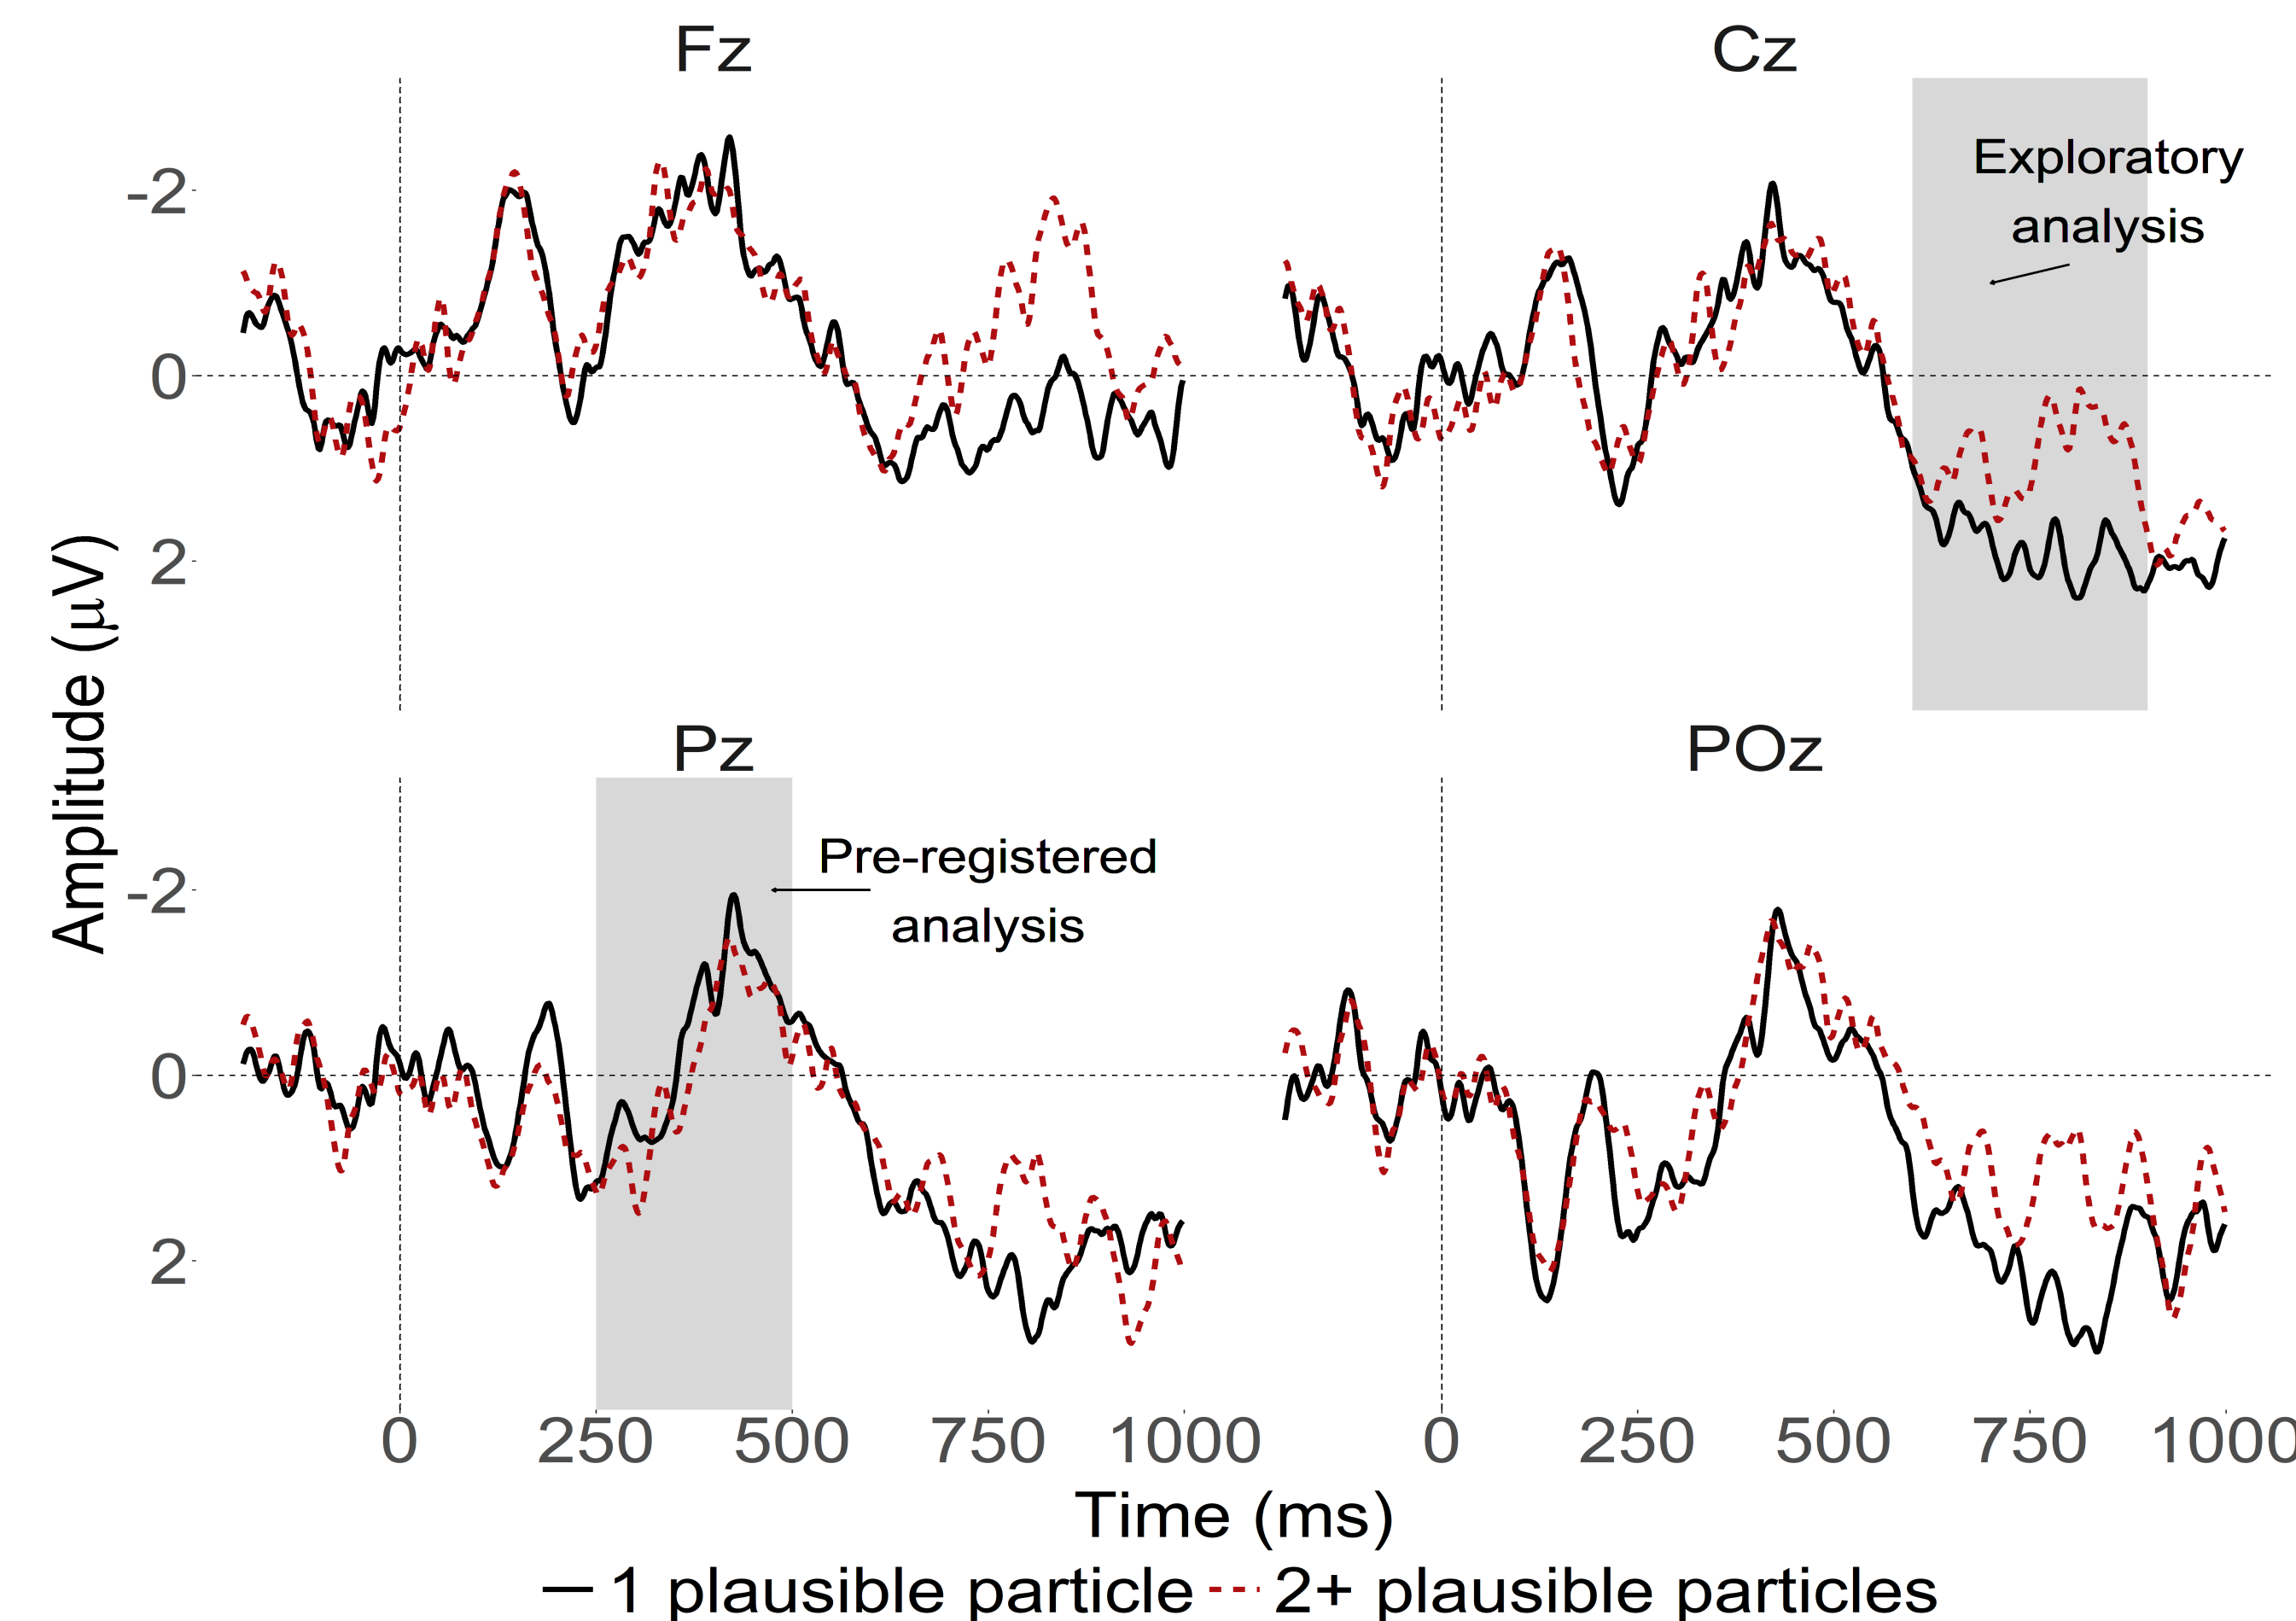 Fz
Cz
-2
0
2
Exploratory
analysis
Amplitude (μV)
Pz
POz
-2
0
2
Pre-registered
analysis
0 250 500 750 1000
0 250 500 750 1000
Time (ms)
1 plausible particle 2+ plausible particles